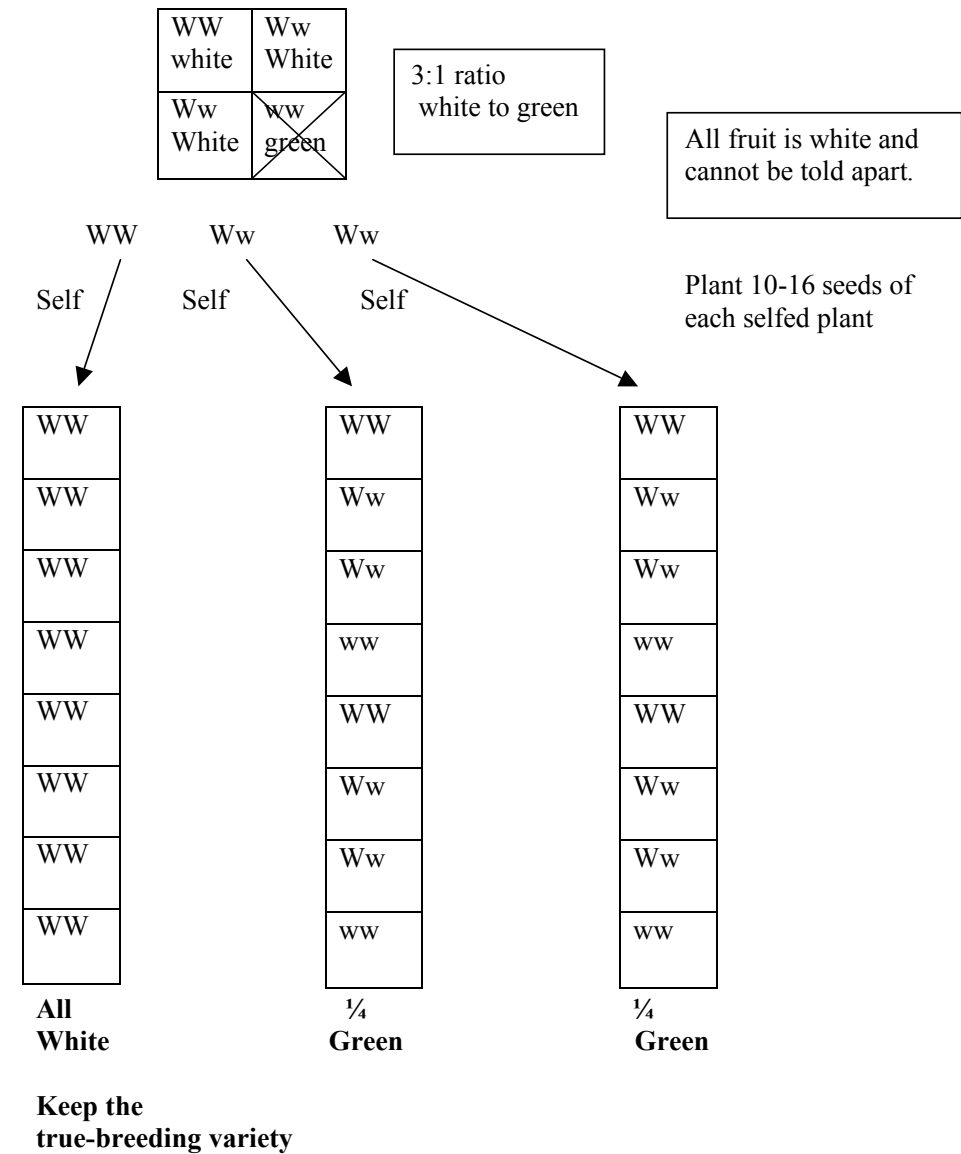 WW
white
Ww
White
Ww
White
ww
green
3:1 ratio
white to green
All fruit is white and
cannot be told apart.
WW
Ww
Ww
Self
Self
Self
Plant 10-16 seeds of
each selfed plant
WW
WW
WW
WW
WW
WW
WW
WW
All
White
WW
Ww
Ww
ww
WW
Ww
Ww
ww
¼
Green
WW
Ww
Ww
ww
WW
Ww
Ww
ww
¼
Green
Keep the
true-breeding variety